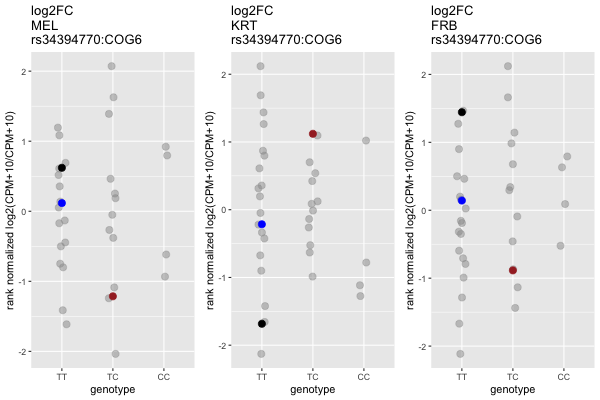 log2FC
MEL
rs34394770:COG6
rank normalized log2(CPM+10/CPM+10)
2
1
0
-1
-2
TT
TC
CC
genotype
log2FC
KRT
rs34394770:COG6
rank normalized log2(CPM+10/CPM+10)
2
1
0
-1
-2
TT
TC
CC
genotype
log2FC
FRB
rs34394770:COG6
rank normalized log2(CPM+10/CPM+10)
2
1
0
-1
-2
TT
TC
CC
genotype